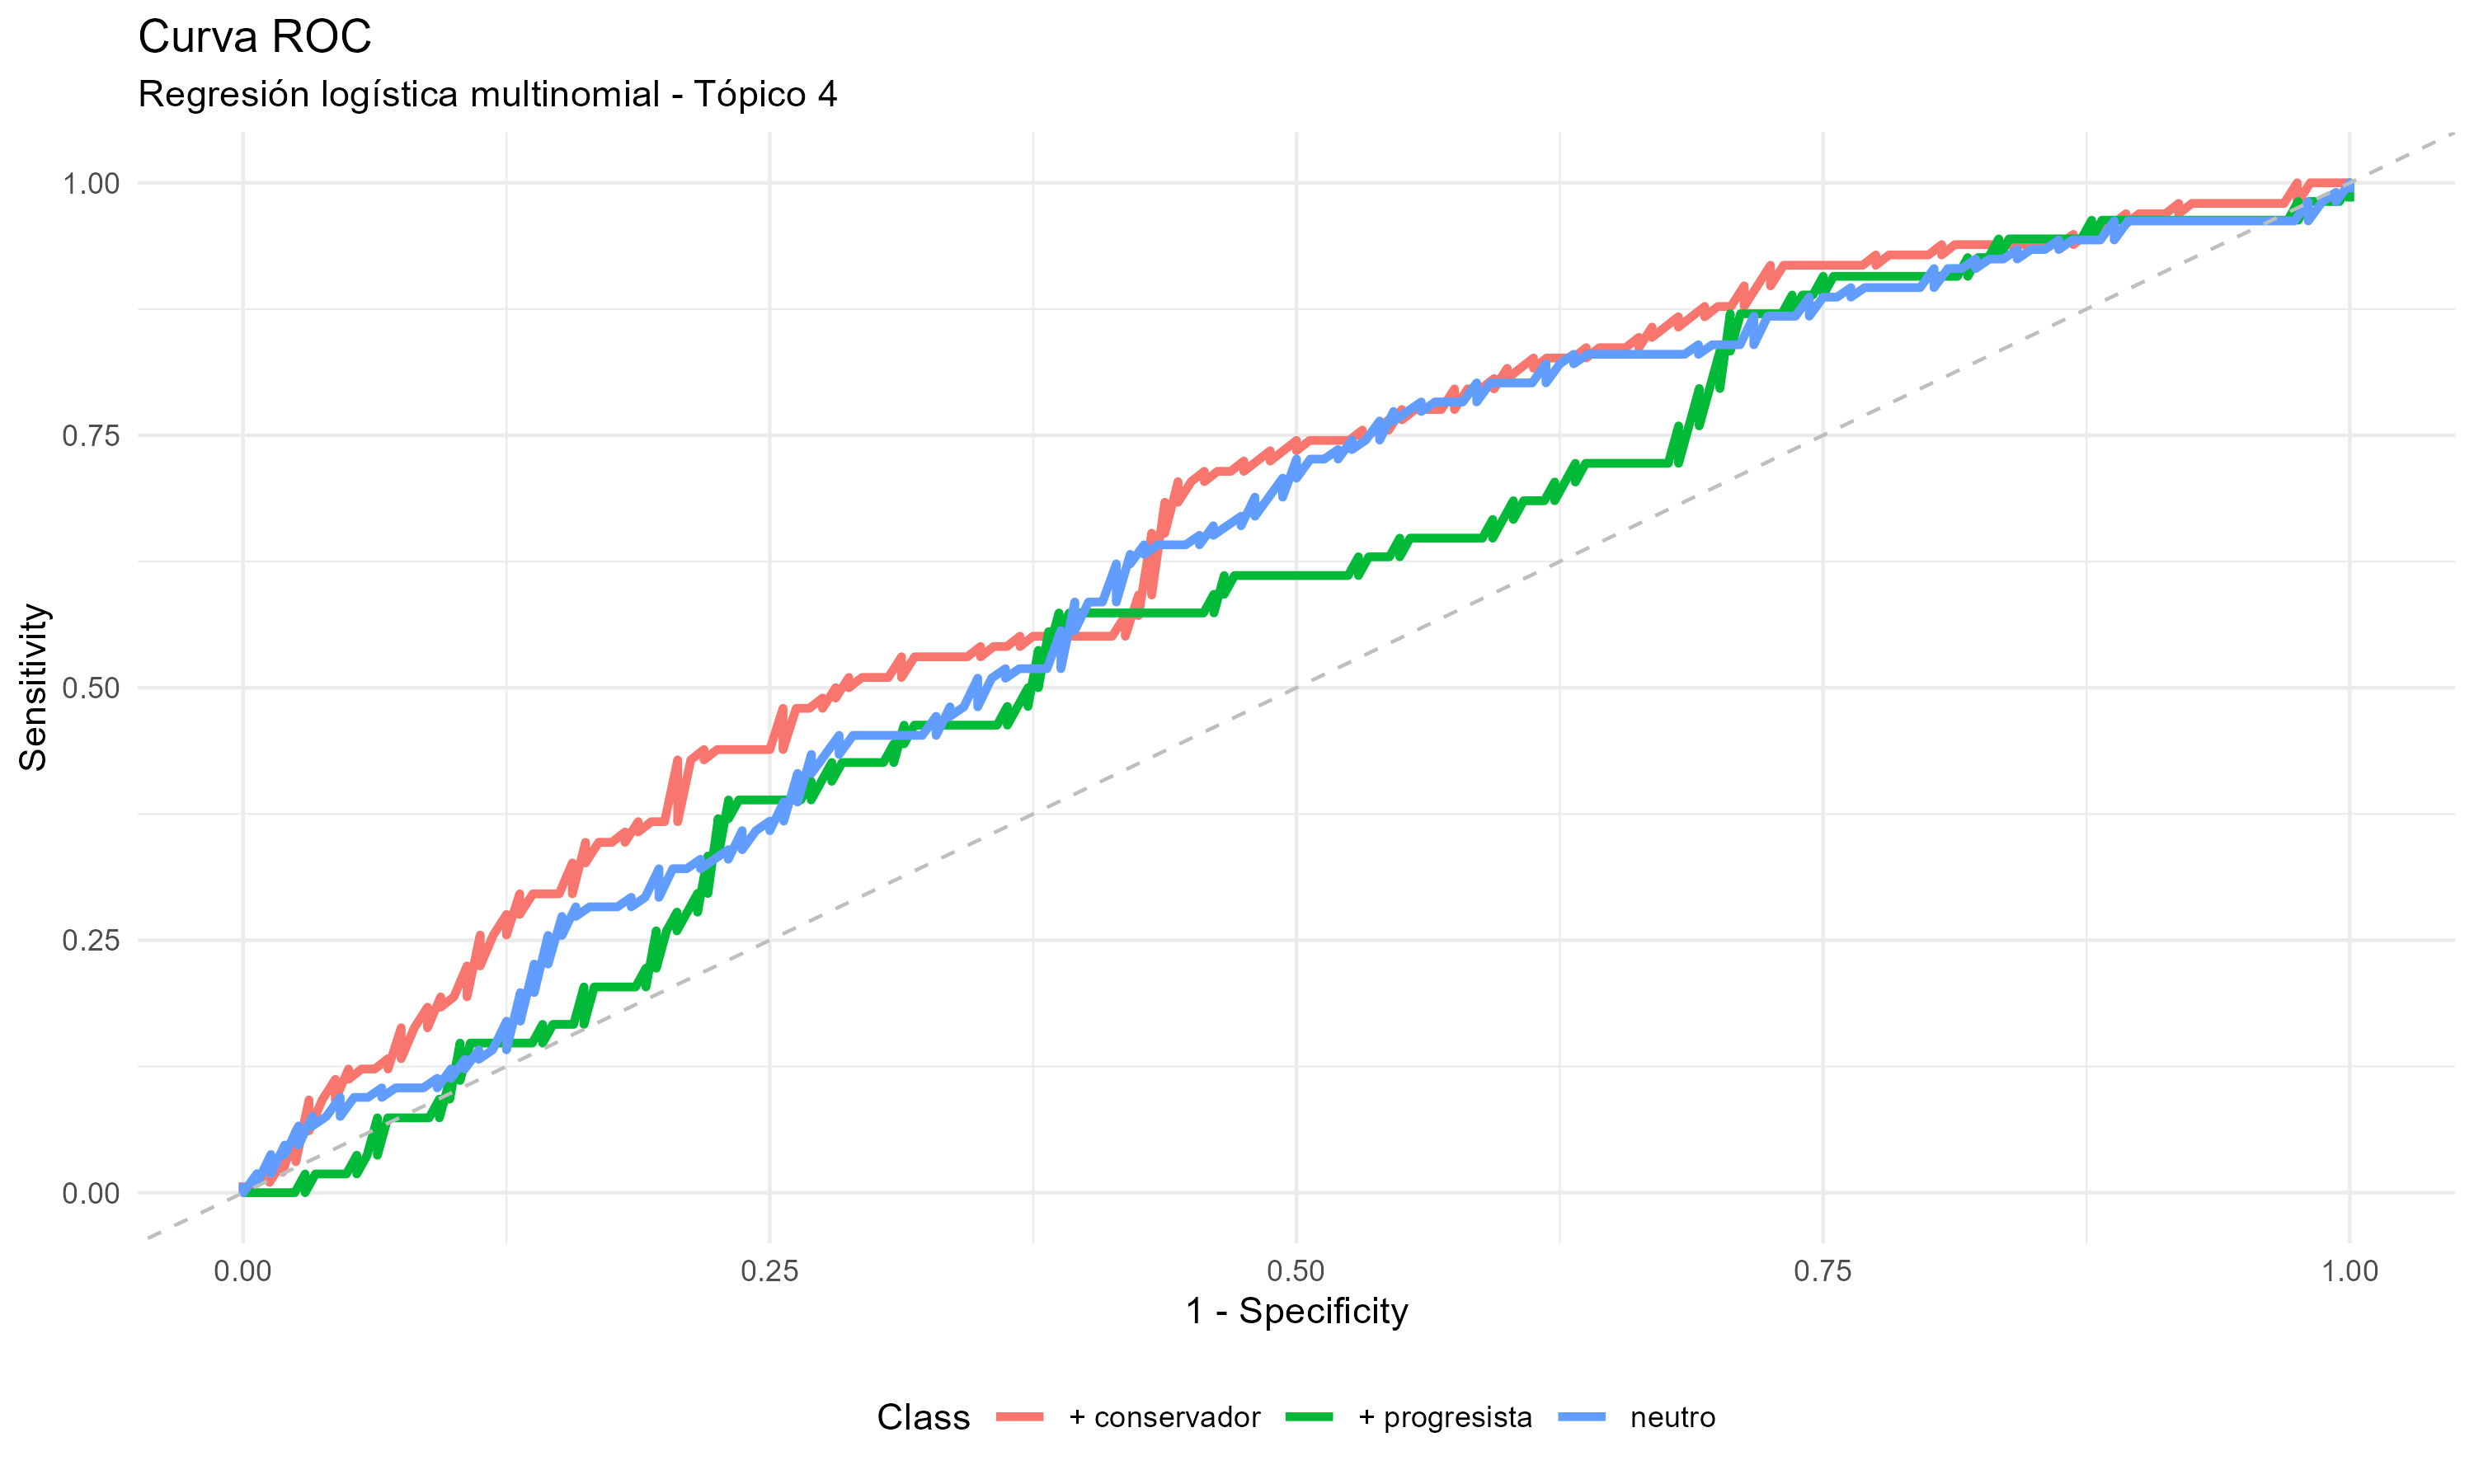 Curva ROC
Regresión logística multinomial - Tópico 4
1.00
0.75
0.50
0.25
0.00
Sensitivity
0.00 0.25 0.50 0.75 1.00
1 - Specificity
Class + conservador + progresista neutro